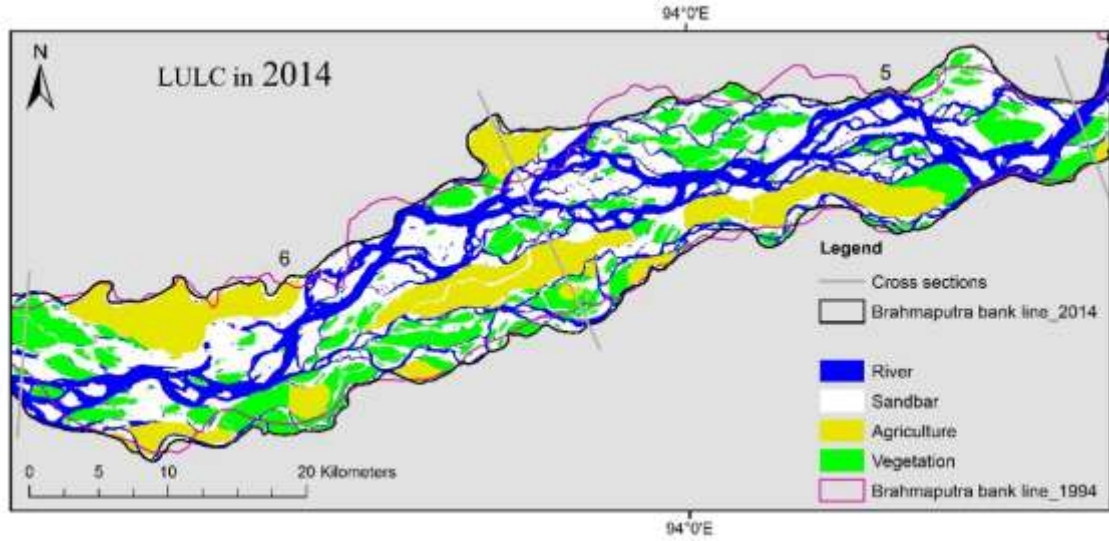 94°0'E
N
LULC in 2014
5
6
Legend
Cross sections
Brahmaputra bank line_2014
River
Sandbar
Agriculture
Vegetation
Brahmaputra bank line_1994
0 5 10 20 Kilometers
94°0'E